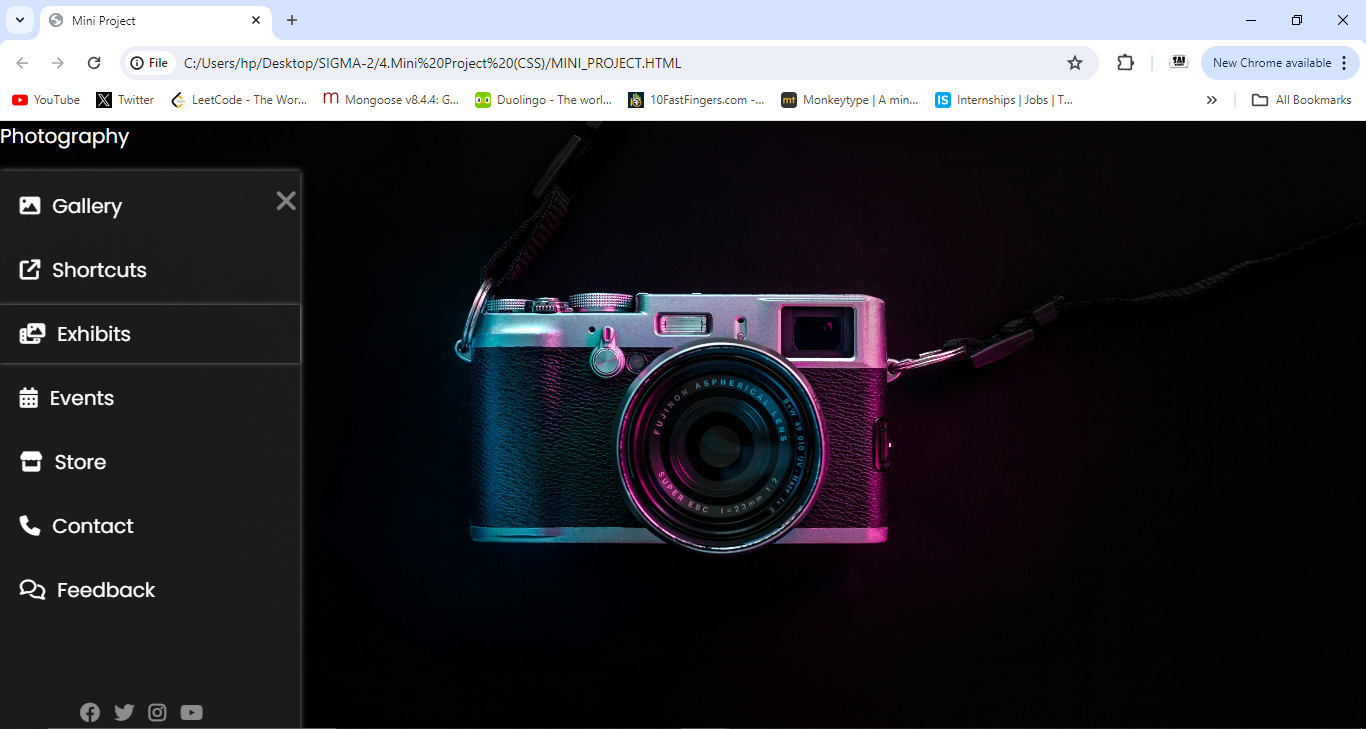 Mini Project
File C:/Users/hp/Desktop/SIGMA-2/4.Mini%20Project%20(CSS)/MINI_PROJECT.HTML New Chrome available
YouTube Twitter LeetCode - The Wor... Mongoose v8.4.4: G... Duolingo - The worl... 10FastFingers.com -... mt Monkeytype | A min... IS Internships | Jobs | T... All Bookmarks
Photography
Gallery
Shortcuts
Exhibits
Events
Store
Contact
Feedback
FUJINON ASPHERICAL LENS
SUPER EBC f=23mm 1:2